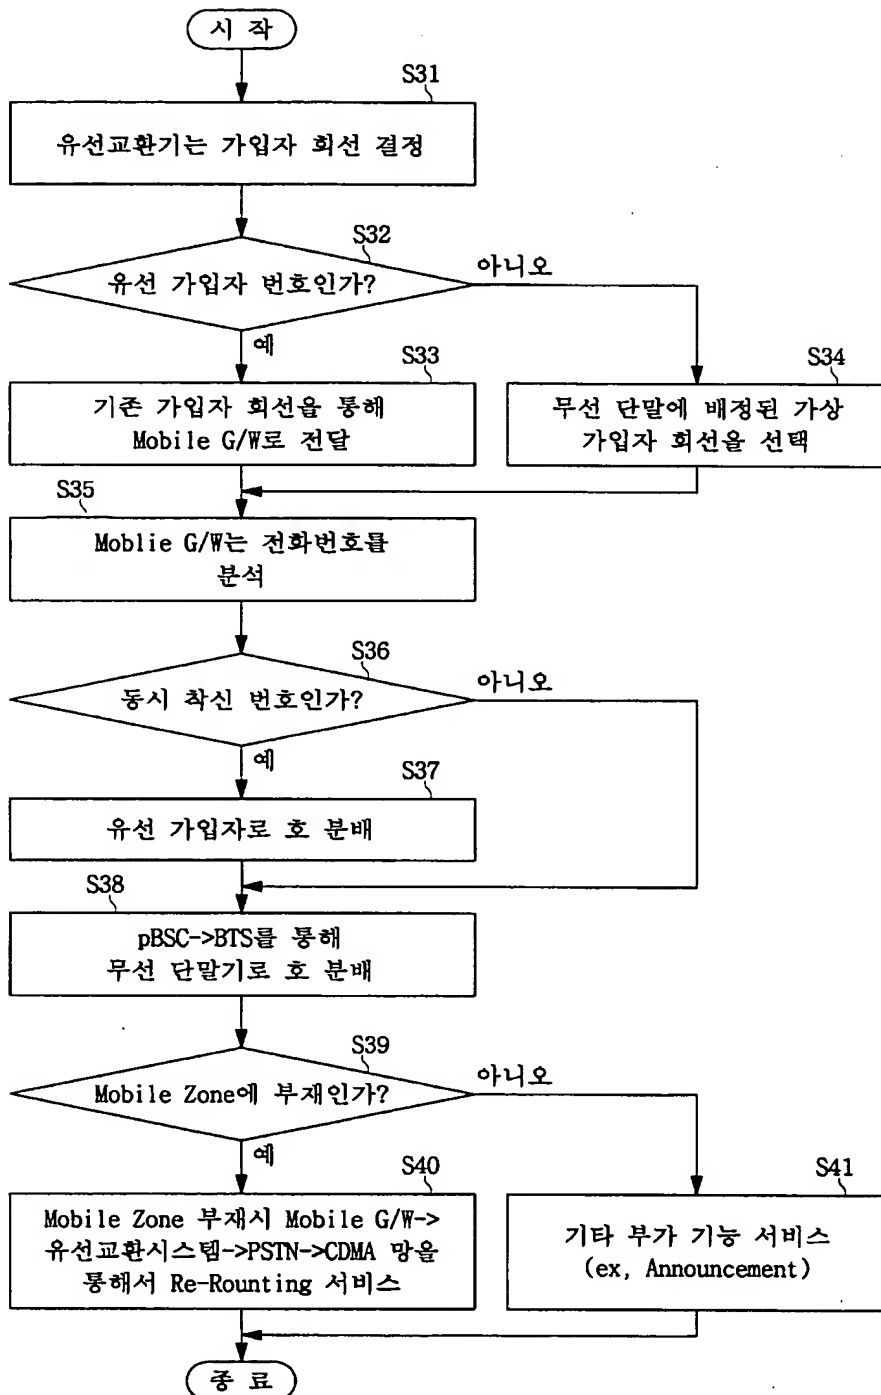 시 작
S31
유선교환기는 가입자 회선 결정
S32
유선 가입자 번호인가?
아니오
예
S33
기존 가입자 회선을 통해
Mobile G/W로 전달
S34
무선 단말에 배정된 가상
가입자 회선을 선택
S35
Moblie G/W는 전화번호를
분석
S36
동시 착신 번호인가?
아니오
예
S37
유선 가입자로 호 분배
S38
pBSC->BTS를 통해
무선 단말기로 호 분배
S39
Mobile Zone에 부재인가?
아니오
예
S40
Mobile Zone 부재시 Mobile G/W->
유선교환시스템->PSTN->CDMA 망을
통해서 Re-Rounting 서비스
S41
기타 부가 기능 서비스
(ex, Announcement)
종 료